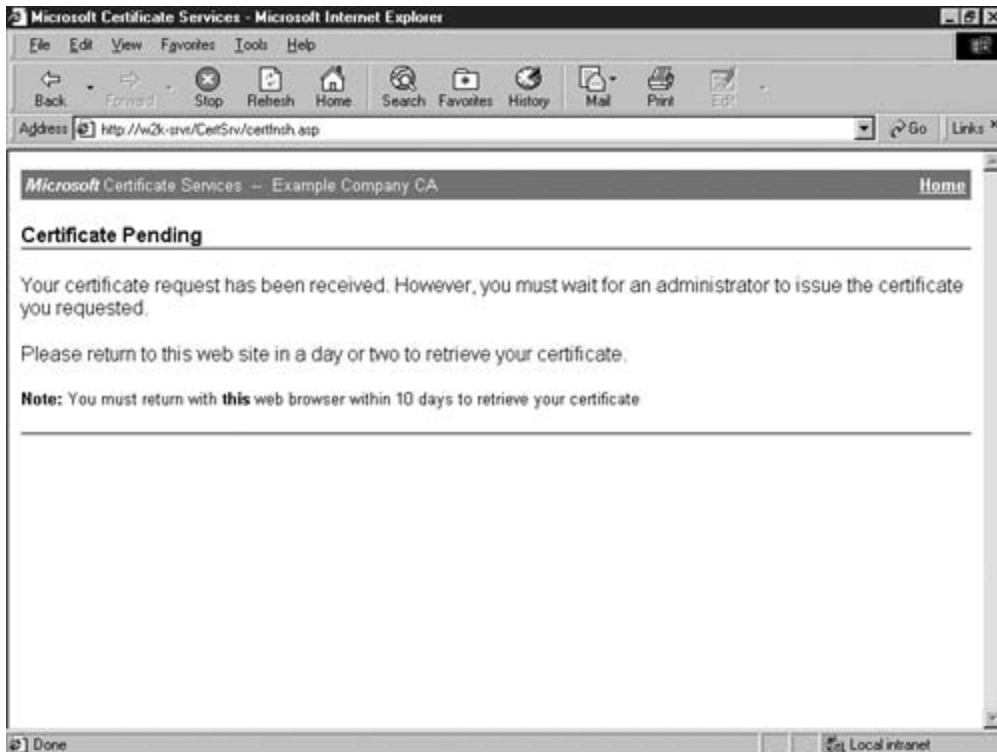 Microsoft Certificate Services - Microsoft Internet Explorer
File Edit View Favorites Tools Help
Back Forward Stop Refresh Home Search Favorites History Mail Print Edit
Address http://w2k-srvr/CertSrv/certfnsh.asp Go Links
Microsoft Certificate Services -- Example Company CA Home
Certificate Pending
Your certificate request has been received. However, you must wait for an administrator to issue the certificate
you requested.
Please return to this web site in a day or two to retrieve your certificate.
Note: You must return with this web browser within 10 days to retrieve your certificate
Done Local intranet